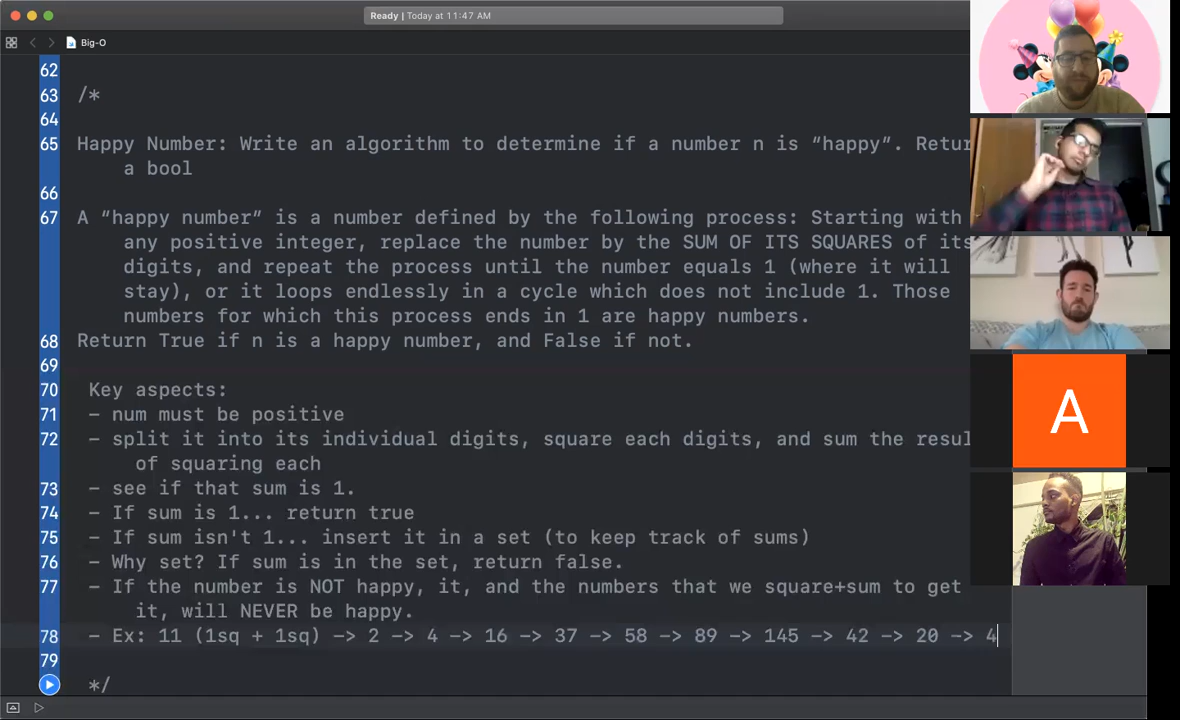 Ready | Today at 11:47 AM
Big-O
62
63 /*
64
65 Happy Number: Write an algorithm to determine if a number n is “happy”. Retur
a bool
66
67 A “happy number“ is a number defined by the following process: Starting with
any positive integer, replace the number by the SUM OF ITS SQUARES of its
digits, and repeat the process until the number equals 1 (where it will
stay), or it loops endlessly in a cycle which does not include 1. Those
numbers for which this process ends in 1 are happy numbers.
68 Return True if n is a happy number, and False if not.
69
70 Key aspects:
71 - num must be positive
72 - split it into its individual digits, square each digits, and sum the resul
of squaring each
73 - see if that sum is 1.
74 - If sum is 1... return true
75 - If sum isn't 1... insert it in a set (to keep track of sums)
76 - Why set? If sum is in the set, return false.
77 - If the number is NOT happy, it, and the numbers that we square+sum to get
it, will NEVER be happy.
78 - Ex: 11 (1sq + 1sq) -> 2 -> 4 -> 16 -> 37 -> 58 -> 89 -> 145 -> 42 -> 20 -> 4
79
*/
A